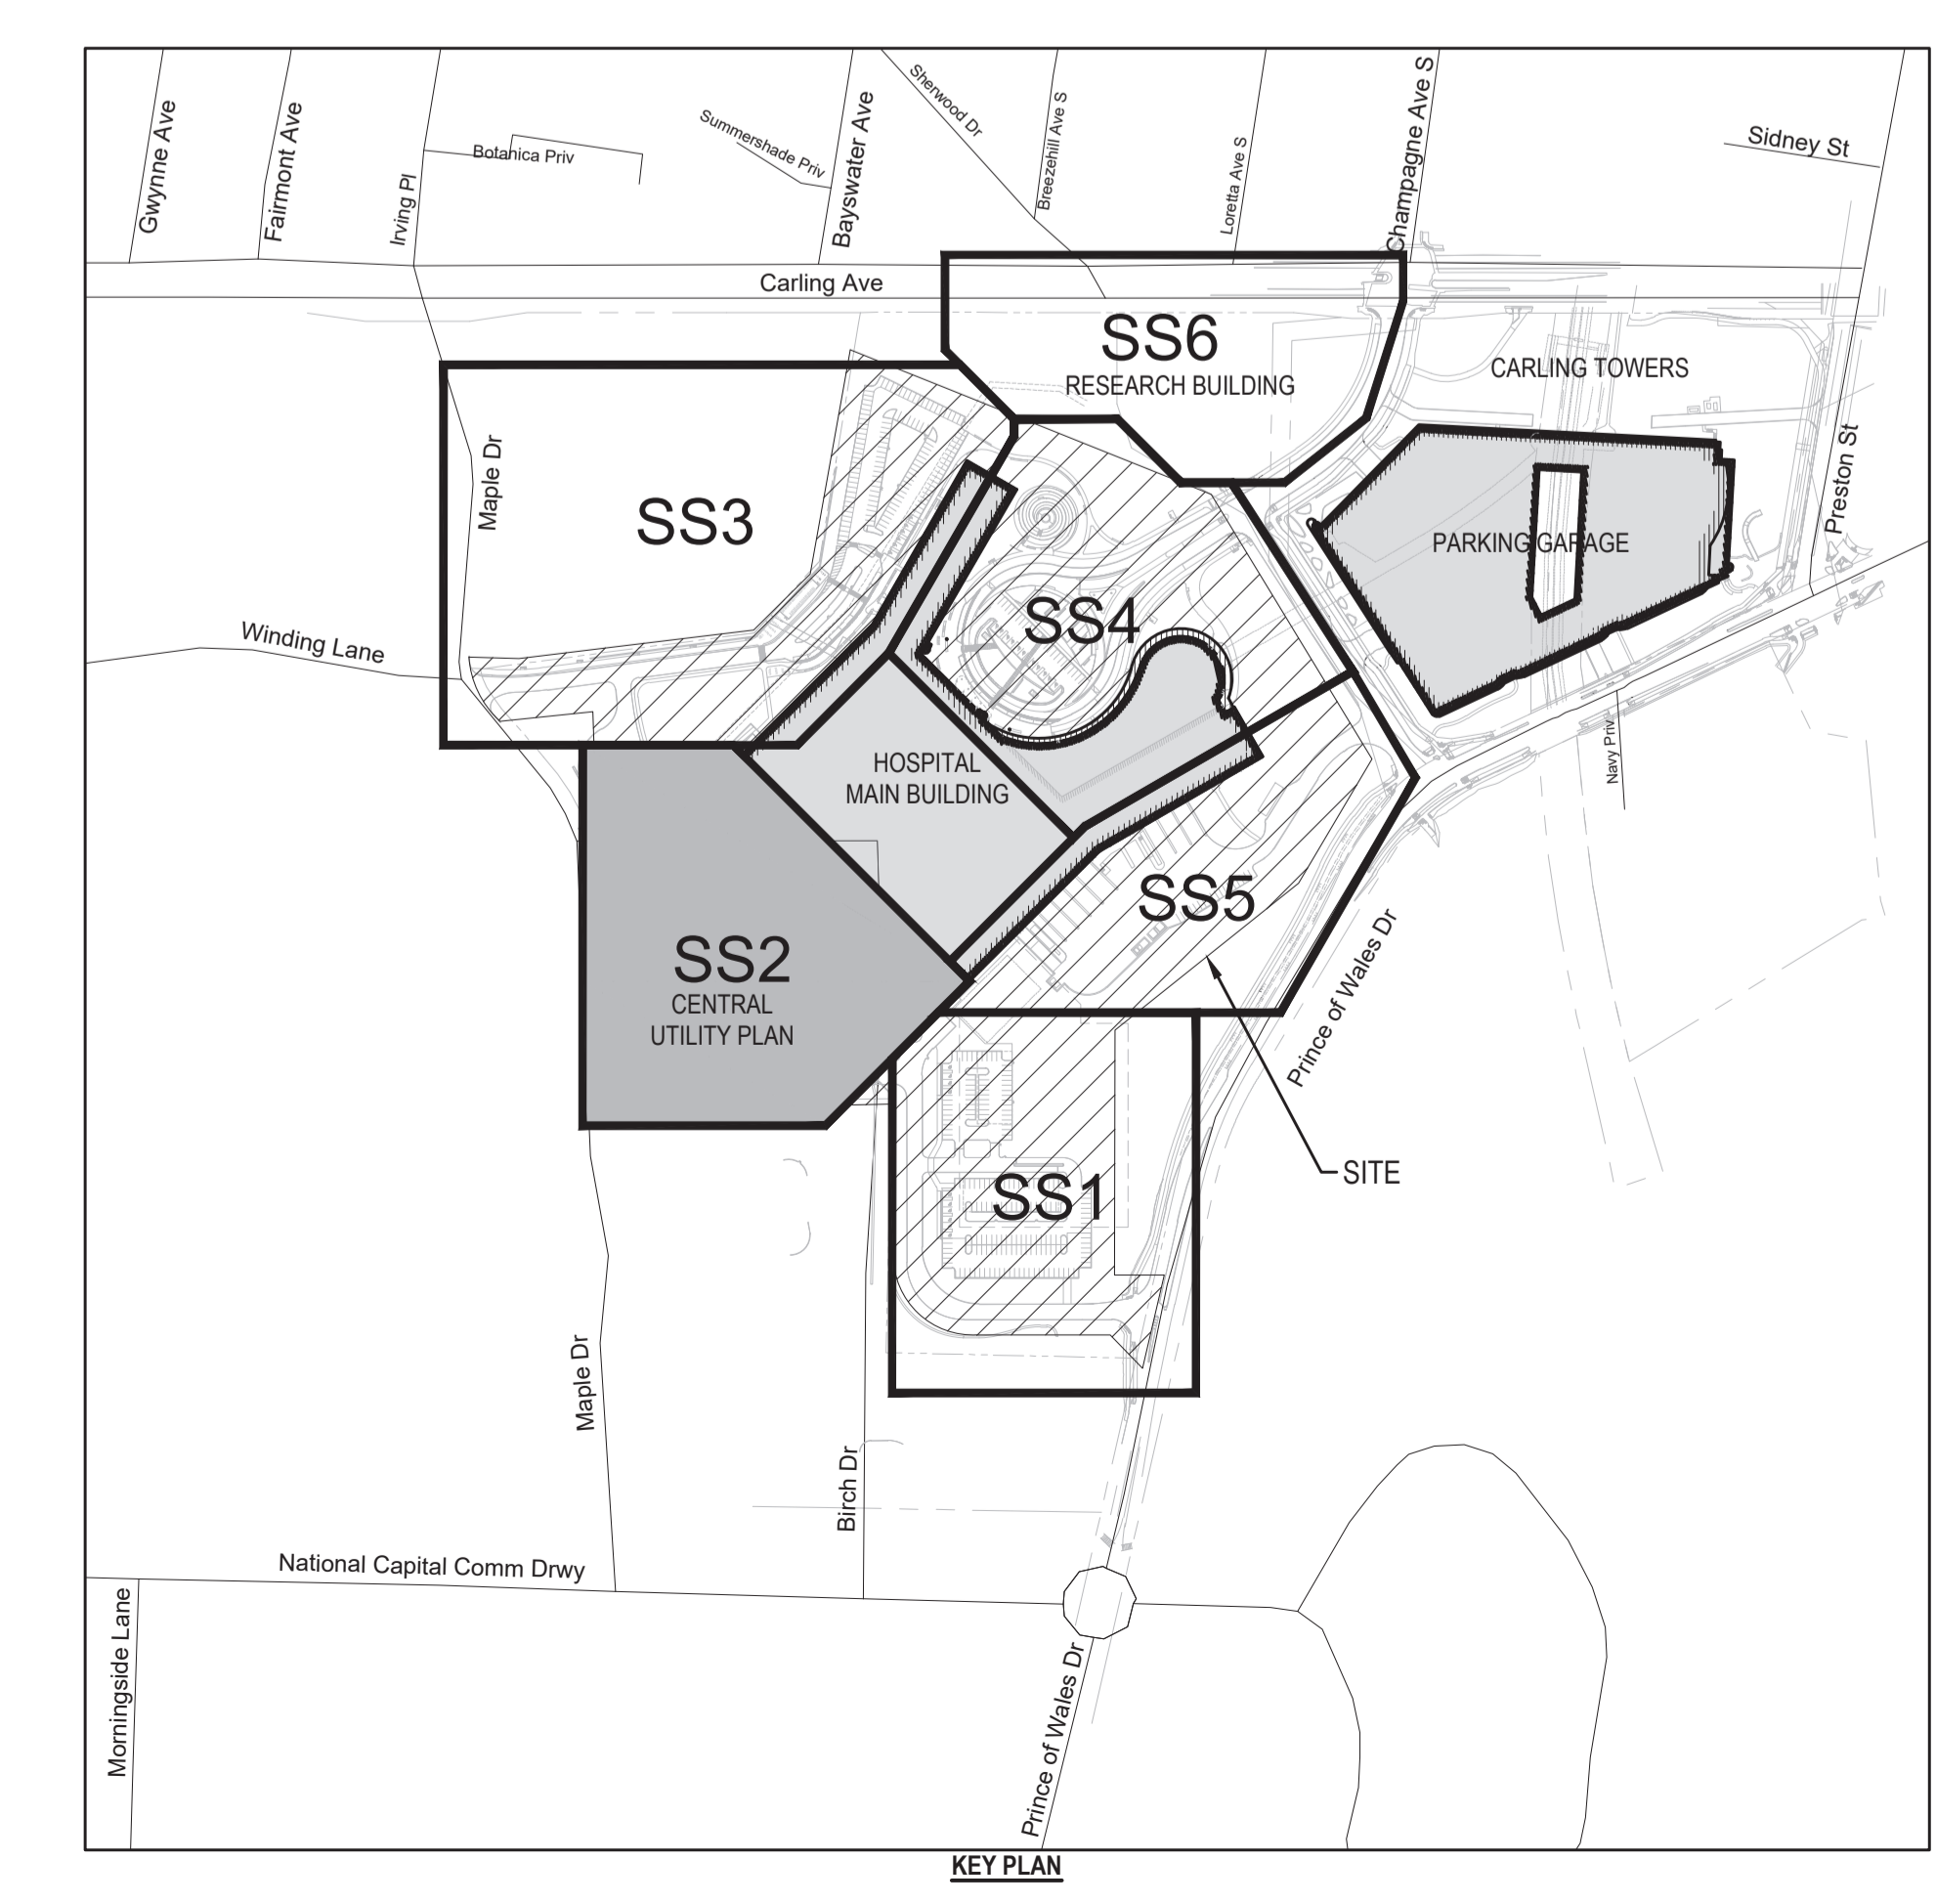 Gwynne Ave
Fairmont Ave
Irving Pl
Botanica Priv
Summershade Priv
Bayswater Ave
Sherwood Dr
Breezehill Ave S
Loretta Ave S
Champagne Ave S
Sidney St
Carling Ave
SS6
RESEARCH BUILDING
CARLING TOWERS
Maple Dr
SS3
Preston St
PARKING GARAGE
SS4
Winding Lane
HOSPITAL
MAIN BUILDING
Navy Priv
SS5
SS2
CENTRAL
UTILITY PLAN
Prince of Wales Dr
SITE
SS1
Maple Dr
Birch Dr
National Capital Comm Drwy
Morningside Lane
Prince of Wales Dr
KEY PLAN